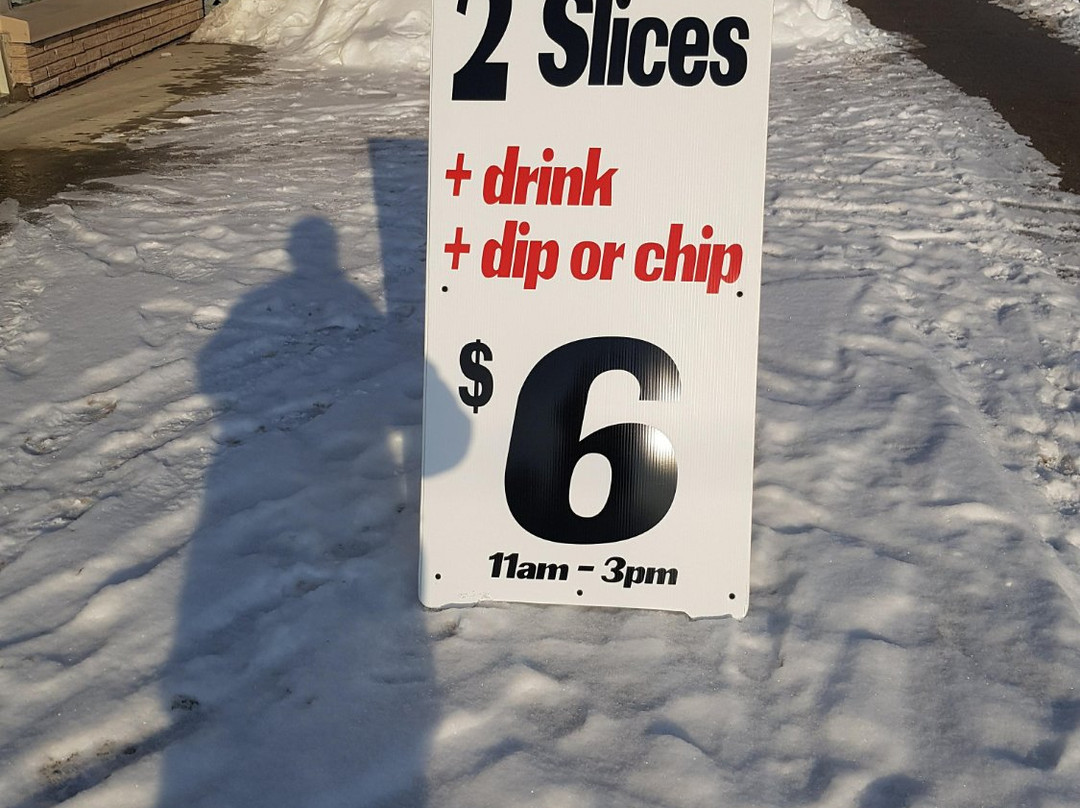 2 Slices
+ drink
+ dip or chip
$6
11am - 3pm